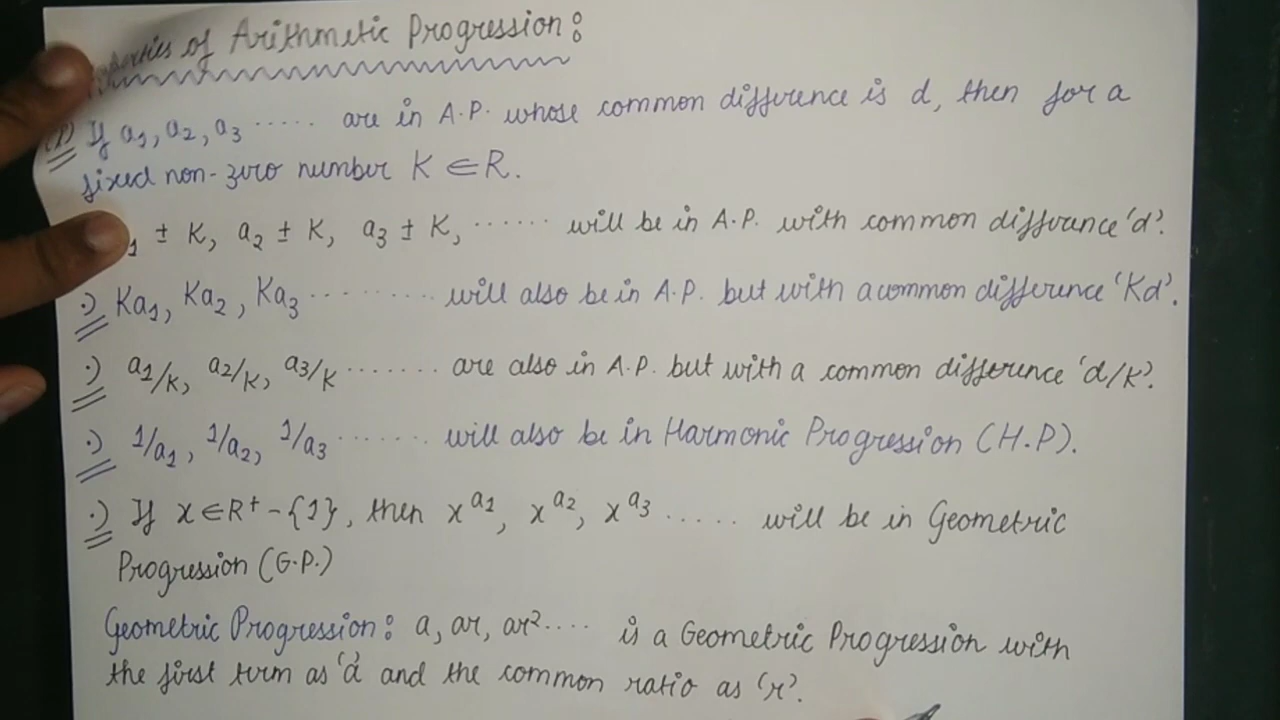 of Arithmetic Progression:
(1) If a₁, a₂, a₃ ····· are in A.P. whose common difference is d, then for a
fixed non-zero number K ∈ R.
₁ ± K, a₂ ± K, a₃ ± K, ······ will be in A.P. with common difference 'd'.
·) Ka₁, Ka₂, Ka₃ ·········· will also be in A.P. but with a common difference 'Kd'.
·) a₁/K, a₂/K, a₃/K ······· are also in A.P. but with a common difference 'd/K'.
·) 1/a₁, 1/a₂, 1/a₃ ······· will also be in Harmonic Progression (H.P).
·) If x ∈ R⁺ - {1}, then x^a₁, x^a₂, x^a₃ ····· will be in Geometric
Progression (G.P.)
Geometric Progression: a, ar, ar² ···· is a Geometric Progression with
the first term as 'a' and the common ratio as 'r'.